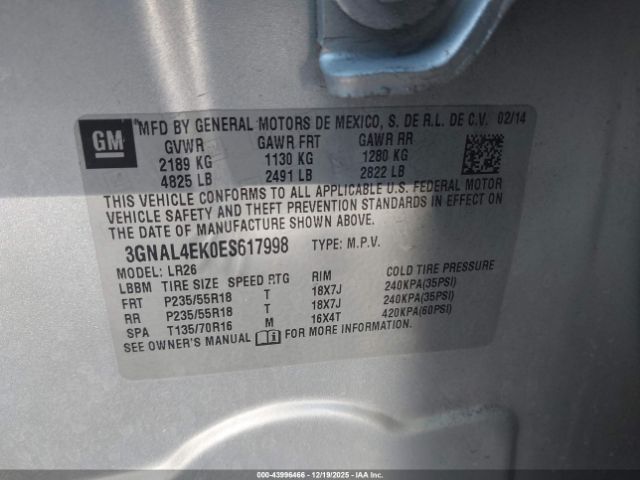 GM
MFD BY GENERAL MOTORS DE MEXICO, S. DE R.L. DE C.V. 02/14
GVWR GAWR FRT GAWR RR
2189 KG 1130 KG 1280 KG
4825 LB 2491 LB 2822 LB
THIS VEHICLE CONFORMS TO ALL APPLICABLE U.S. FEDERAL MOTOR
VEHICLE SAFETY AND THEFT PREVENTION STANDARDS IN EFFECT ON
THE DATE OF MANUFACTURE SHOWN ABOVE.
3GNAL4EK0ES617998 TYPE: M.P.V.
MODEL: LR26
LBBM TIRE SIZE SPEED RTG RIM COLD TIRE PRESSURE
FRT P235/55R18 T 18X7J 240KPA(35PSI)
RR P235/55R18 T 18X7J 240KPA(35PSI)
SPA T135/70R16 M 16X4T 420KPA(60PSI)
SEE OWNER'S MANUAL FOR MORE INFORMATION
000-43996466 - 12/19/2025 - IAAI.COM